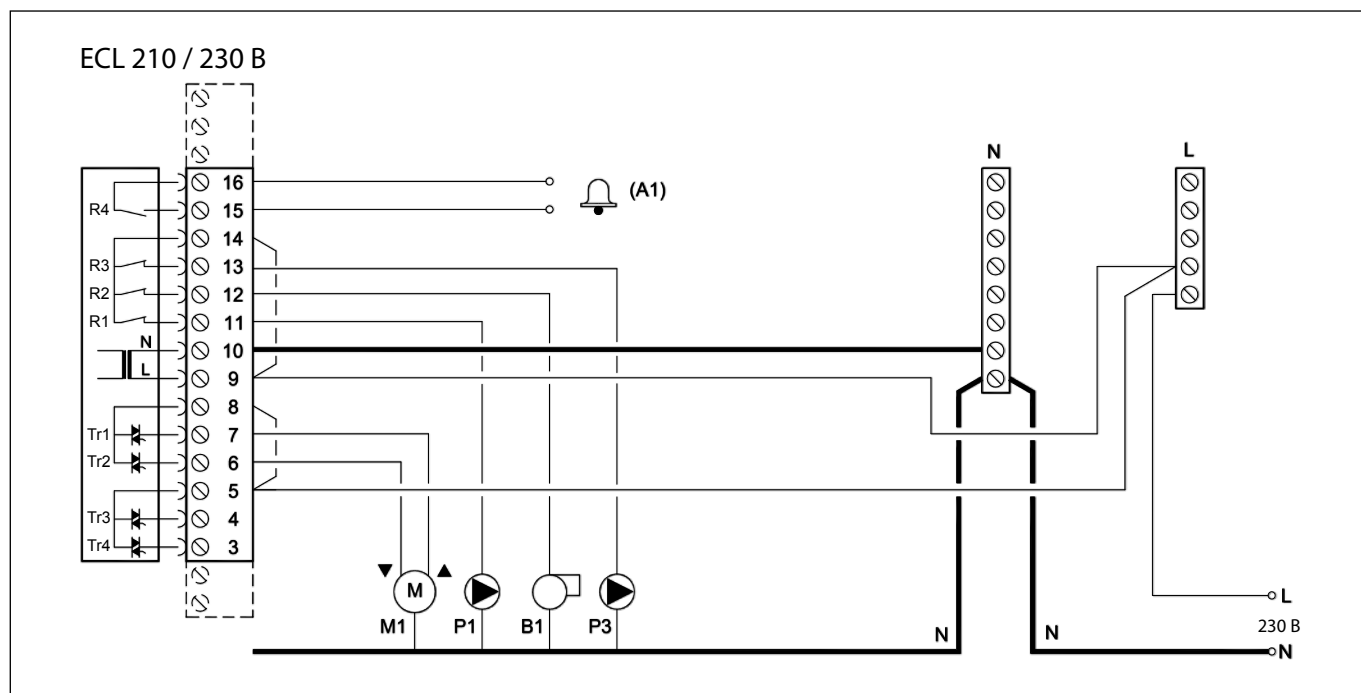 ECL 210 / 230 B
N L
16 (A1)
R4 15
14
R3 13
R2 12
R1 11
N 10
L 9
8
Tr1 7
Tr2 6
5
Tr3 4
Tr4 3
M
M1 P1 B1 P3
N N
L
230 B
N